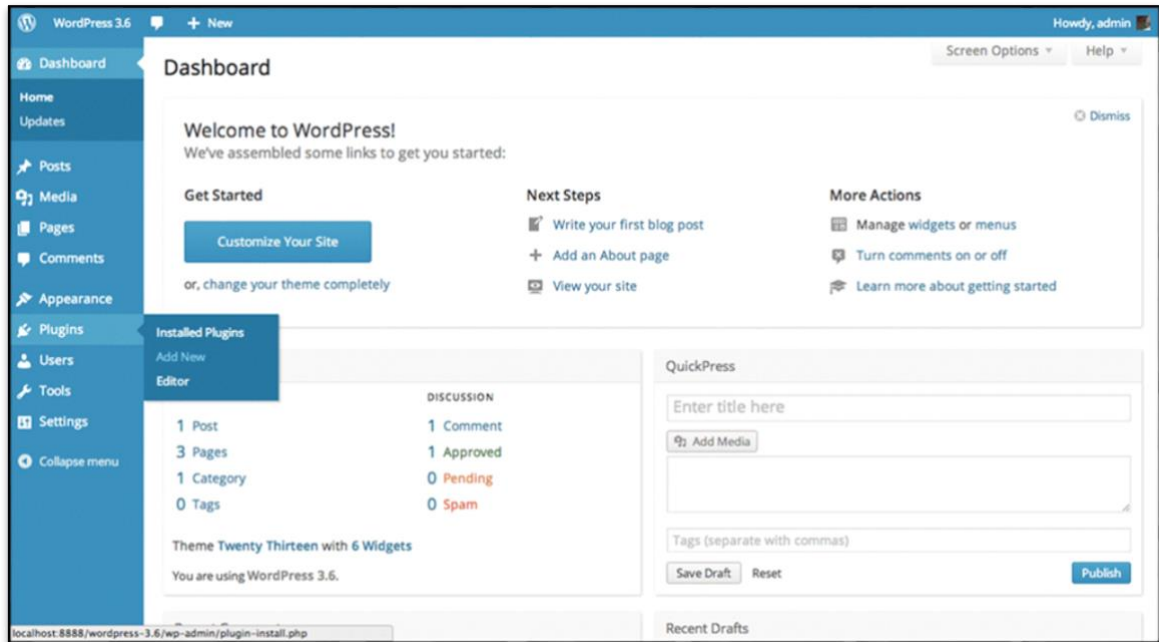 WordPress 3.6 + New Howdy, admin
Screen Options Help
Dashboard
Home
Updates
Posts
Media
Pages
Comments
Appearance
Plugins
Users
Tools
Settings
Collapse menu
Installed Plugins
Add New
Editor
Dashboard
Welcome to WordPress!
We've assembled some links to get you started:
Dismiss
Get Started
Customize Your Site
or, change your theme completely
Next Steps
Write your first blog post
Add an About page
View your site
More Actions
Manage widgets or menus
Turn comments on or off
Learn more about getting started
DISCUSSION
1 Post 1 Comment
3 Pages 1 Approved
1 Category 0 Pending
0 Tags 0 Spam
Theme Twenty Thirteen with 6 Widgets
You are using WordPress 3.6.
QuickPress
Enter title here
Add Media
Tags (separate with commas)
Save Draft Reset Publish
Recent Drafts
localhost:8888/wordpress-3.6/wp-admin/plugin-install.php